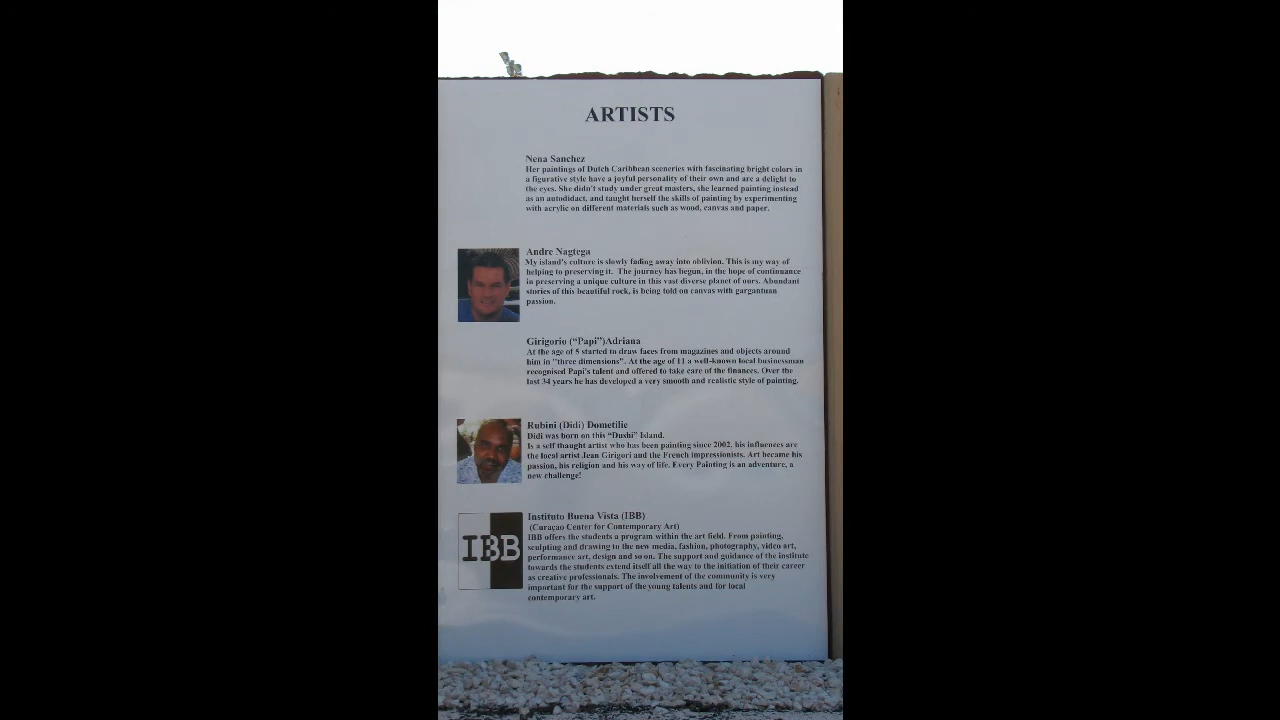 ARTISTS
Nena Sanchez
Her paintings of Dutch Caribbean sceneries with fascinating bright colors in
a figurative style have a joyful personality of their own and are a delight to
the eyes. She didn't study under great masters, she learned painting instead
as an autodidact, and taught herself the skills of painting by experimenting
with acrylic on different materials such as wood, canvas and paper.
Andre Nagtega
My island's culture is slowly fading away into oblivion. This is my way of
helping to preserving it. The journey has begun, in the hope of continuance
in preserving a unique culture in this vast diverse planet of ours. Abundant
stories of this beautiful rock, is being told on canvas with gargantuan
passion.
Girigorio ("Papi")Adriana
At the age of 5 started to draw faces from magazines and objects around
him in "three dimensions". At the age of 11 a well-known local businessman
recognised Papi's talent and offered to take care of the finances. Over the
last 34 years he has developed a very smooth and realistic style of painting.
Rubini (Didi) Dometilie
Didi was born on this "Dushi" Island.
Is a self thaught artist who has been painting since 2002, his influences are
the local artist Jean Girigori and the French impressionists. Art became his
passion, his religion and his way of life. Every Painting is an adventure, a
new challenge!
IBB
Instituto Buena Vista (IBB)
(Curaçao Center for Contemporary Art)
IBB offers the students a program within the art field. From painting,
sculpting and drawing to the new media, fashion, photography, video art,
performance art, design and so on. The support and guidance of the institute
towards the students extend itself all the way to the initiation of their career
as creative professionals. The involvement of the community is very
important for the support of the young talents and for local
contemporary art.